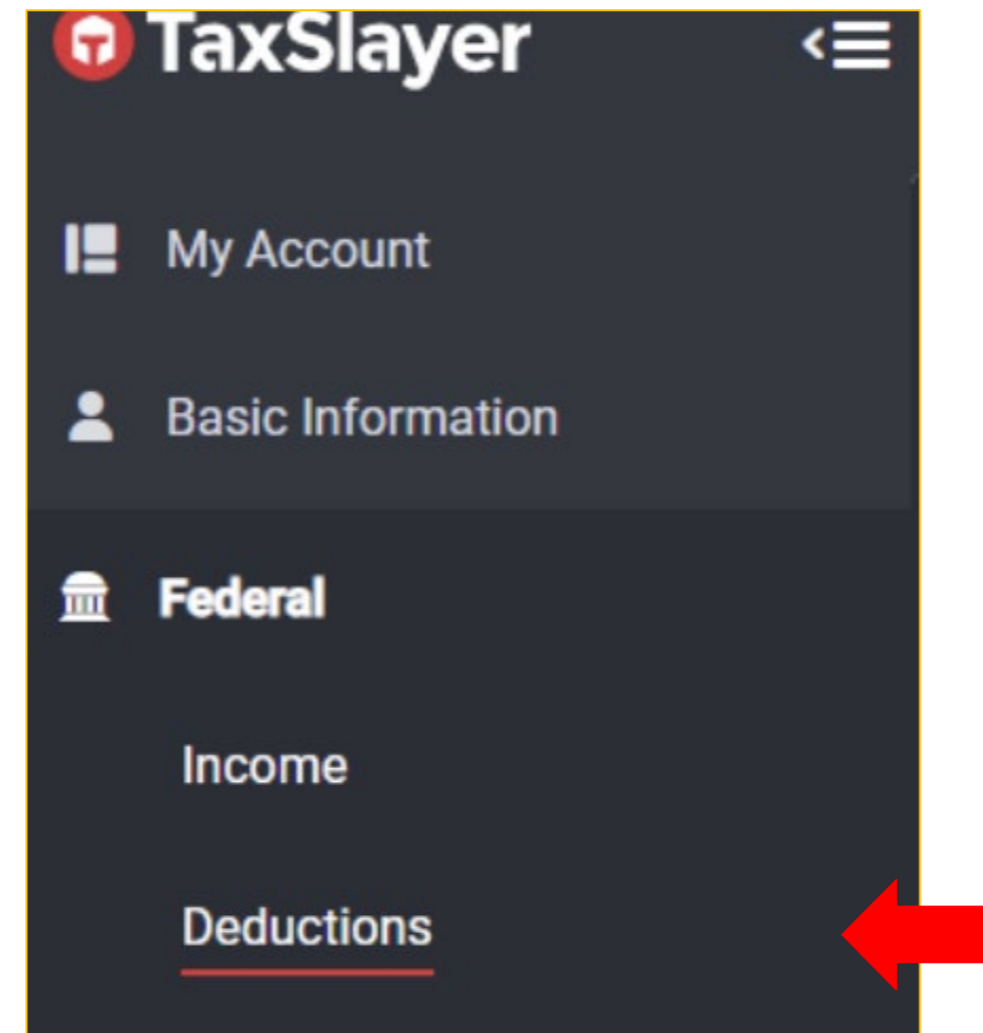 TaxSlayer
My Account
Basic Information
Federal
Income
Deductions